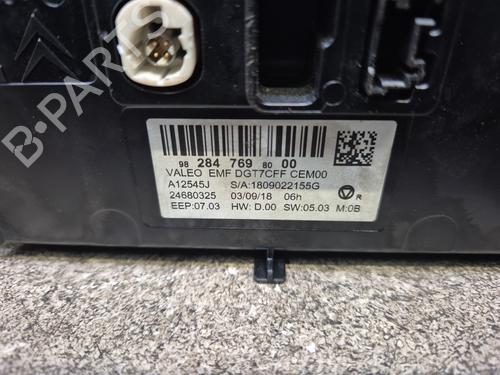 B-PARTS
98 284 769 80 00
VALEO EMF DGT7CFF CEM00
A12545J S/A:1809022155G
24680325 03/09/18 06h
R
EEP:07.03 HW: D.00 SW:05.03 M:0B